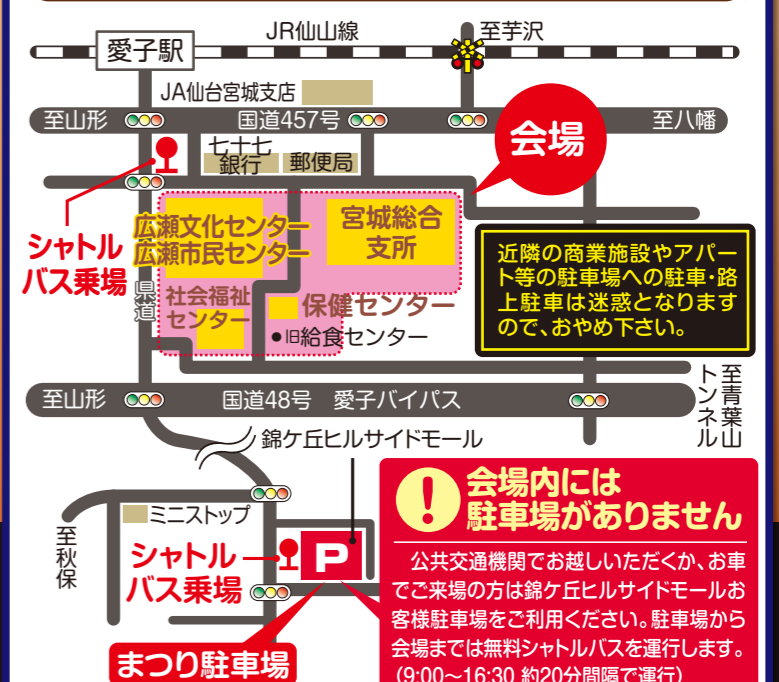 JR仙山線
至芋沢
愛子駅
JA仙台宮城支店
至山形
国道457号
至八幡
会場
七十七
銀行
郵便局
シャトル
バス乗場
広瀬文化センター
広瀬市民センター
宮城総合
支所
県道
社会福祉
センター
保健センター
●旧給食センター
近隣の商業施設やアパー
ト等の駐車場への駐車・路
上駐車は迷惑となります
ので、おやめ下さい。
至山形
国道48号 愛子バイパス
至青葉山
トンネル
錦ケ丘ヒルサイドモール
ミニストップ
至秋保
シャトル
バス乗場
P
まつり駐車場
!
会場内には
駐車場がありません
公共交通機関でお越しいただくか、お車
でご来場の方は錦ケ丘ヒルサイドモールお
客様駐車場をご利用ください。駐車場から
会場までは無料シャトルバスを運行します。
(9:00〜16:30 約20分間隔で運行)